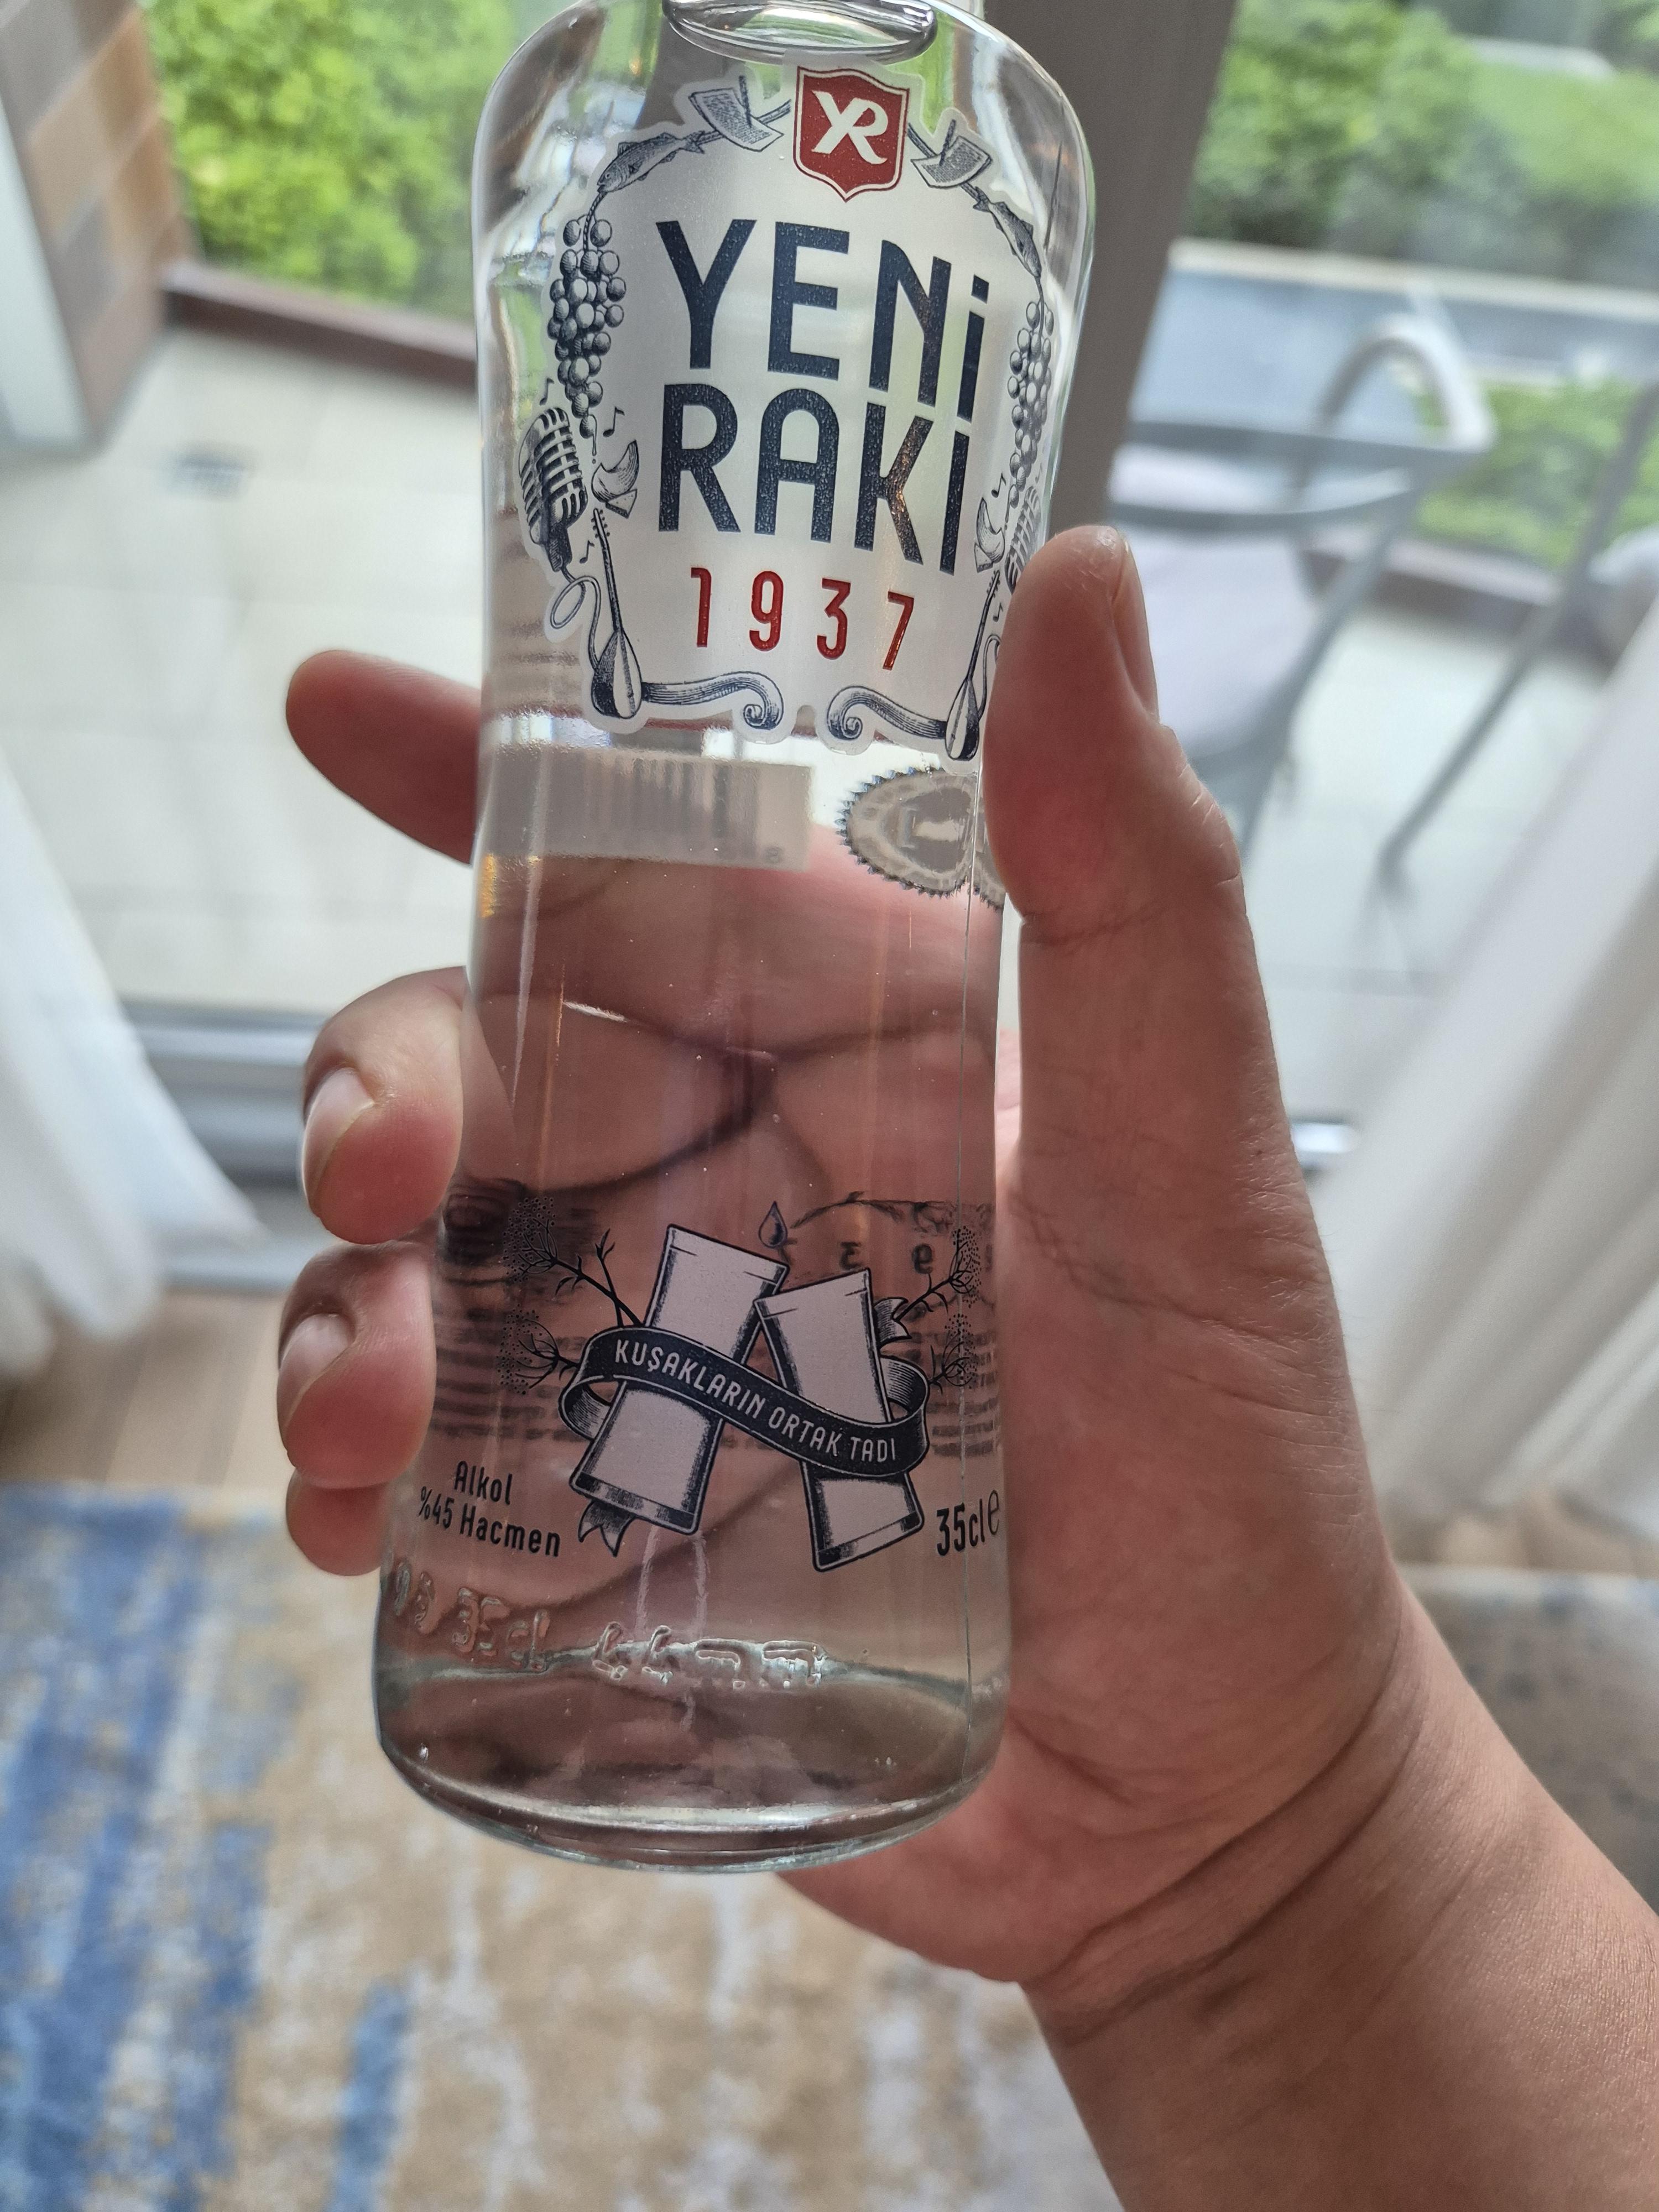 YR
YENİ
RAKI
1937
KUŞAKLARIN ORTAK TADI
Alkol
%45 Hacmen
35cl e